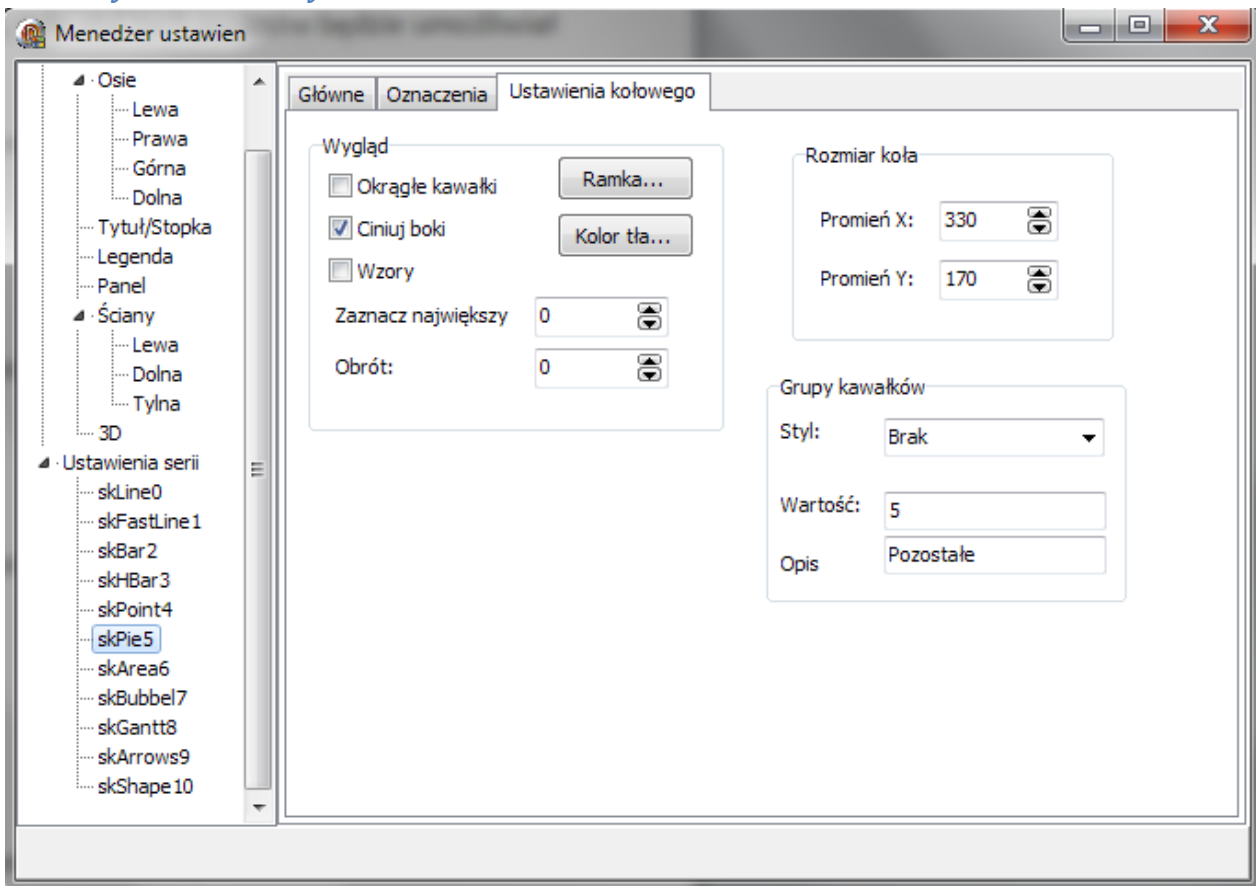 Menedżer ustawien
Osie
Lewa
Prawa
Górna
Dolna
Tytuł/Stopka
Legenda
Panel
Ściany
Lewa
Dolna
Tylna
3D
Ustawienia serii
skLine0
skFastLine1
skBar2
skHBar3
skPoint4
skPie5
skArea6
skBubbel7
skGantt8
skArrows9
skShape10
Główne Oznaczenia Ustawienia kołowego
Wygląd
Okrągłe kawałki Ramka...
Ciniuj boki Kolor tła...
Wzory
Zaznacz największy 0
Obrót: 0
Rozmiar koła
Promień X: 330
Promień Y: 170
Grupy kawałków
Styl: Brak
Wartość: 5
Opis Pozostałe